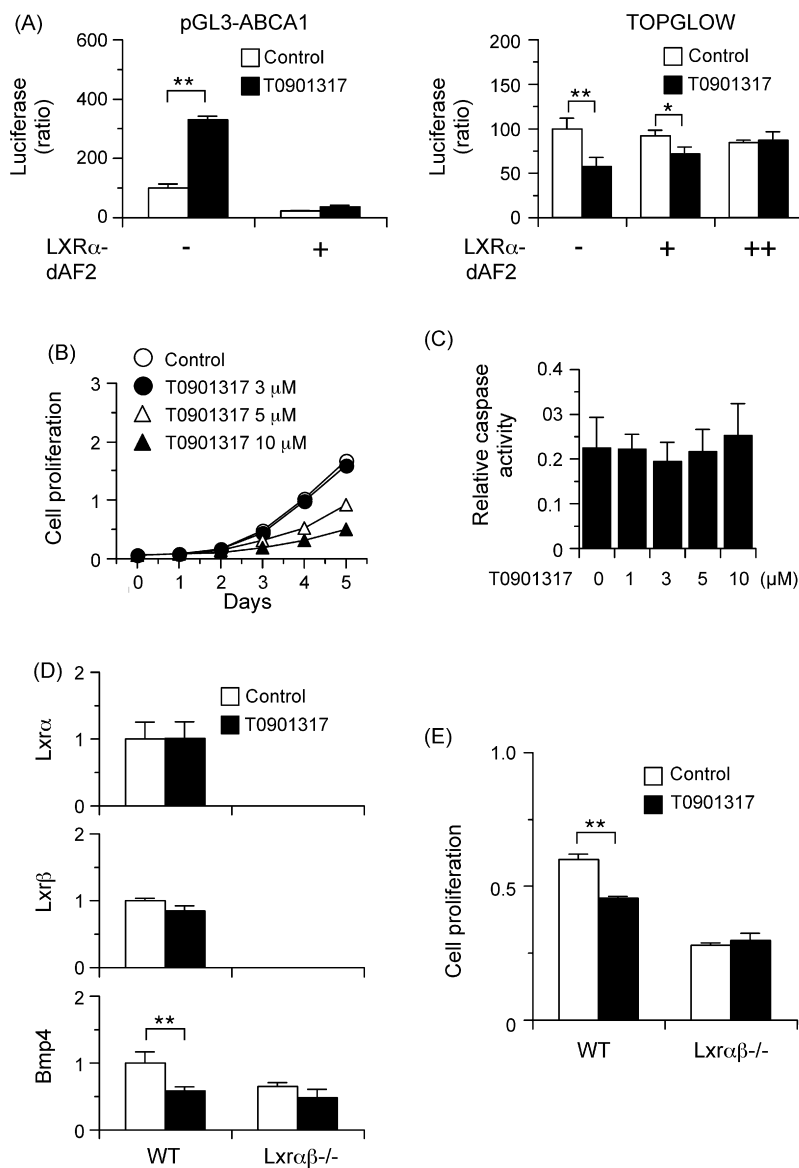 (A)
pGL3-ABCA1
Luciferase (ratio)
600
400
200
0
Control
T0901317
**
LXRα-dAF2
-
+
TOPGLOW
Luciferase (ratio)
200
150
100
50
0
Control
T0901317
**
*
LXRα-dAF2
-
+
++
(B)
Control
T0901317 3 µM
T0901317 5 µM
T0901317 10 µM
Cell proliferation
3
2
1
0
0 1 2 3 4 5
Days
(C)
Relative caspase activity
0.4
03
0.2
0.1
0
T0901317 0 1 3 5 10 (µM)
(D)
Control
T0901317
Lxrα
2
1
0
Lxrβ
2
1
0
Bmp4
2
1
0
**
WT
Lxrαβ-/-
(E)
Control
T0901317
Cell proliferation
1.0
0.5
0
**
WT
Lxrαβ-/-